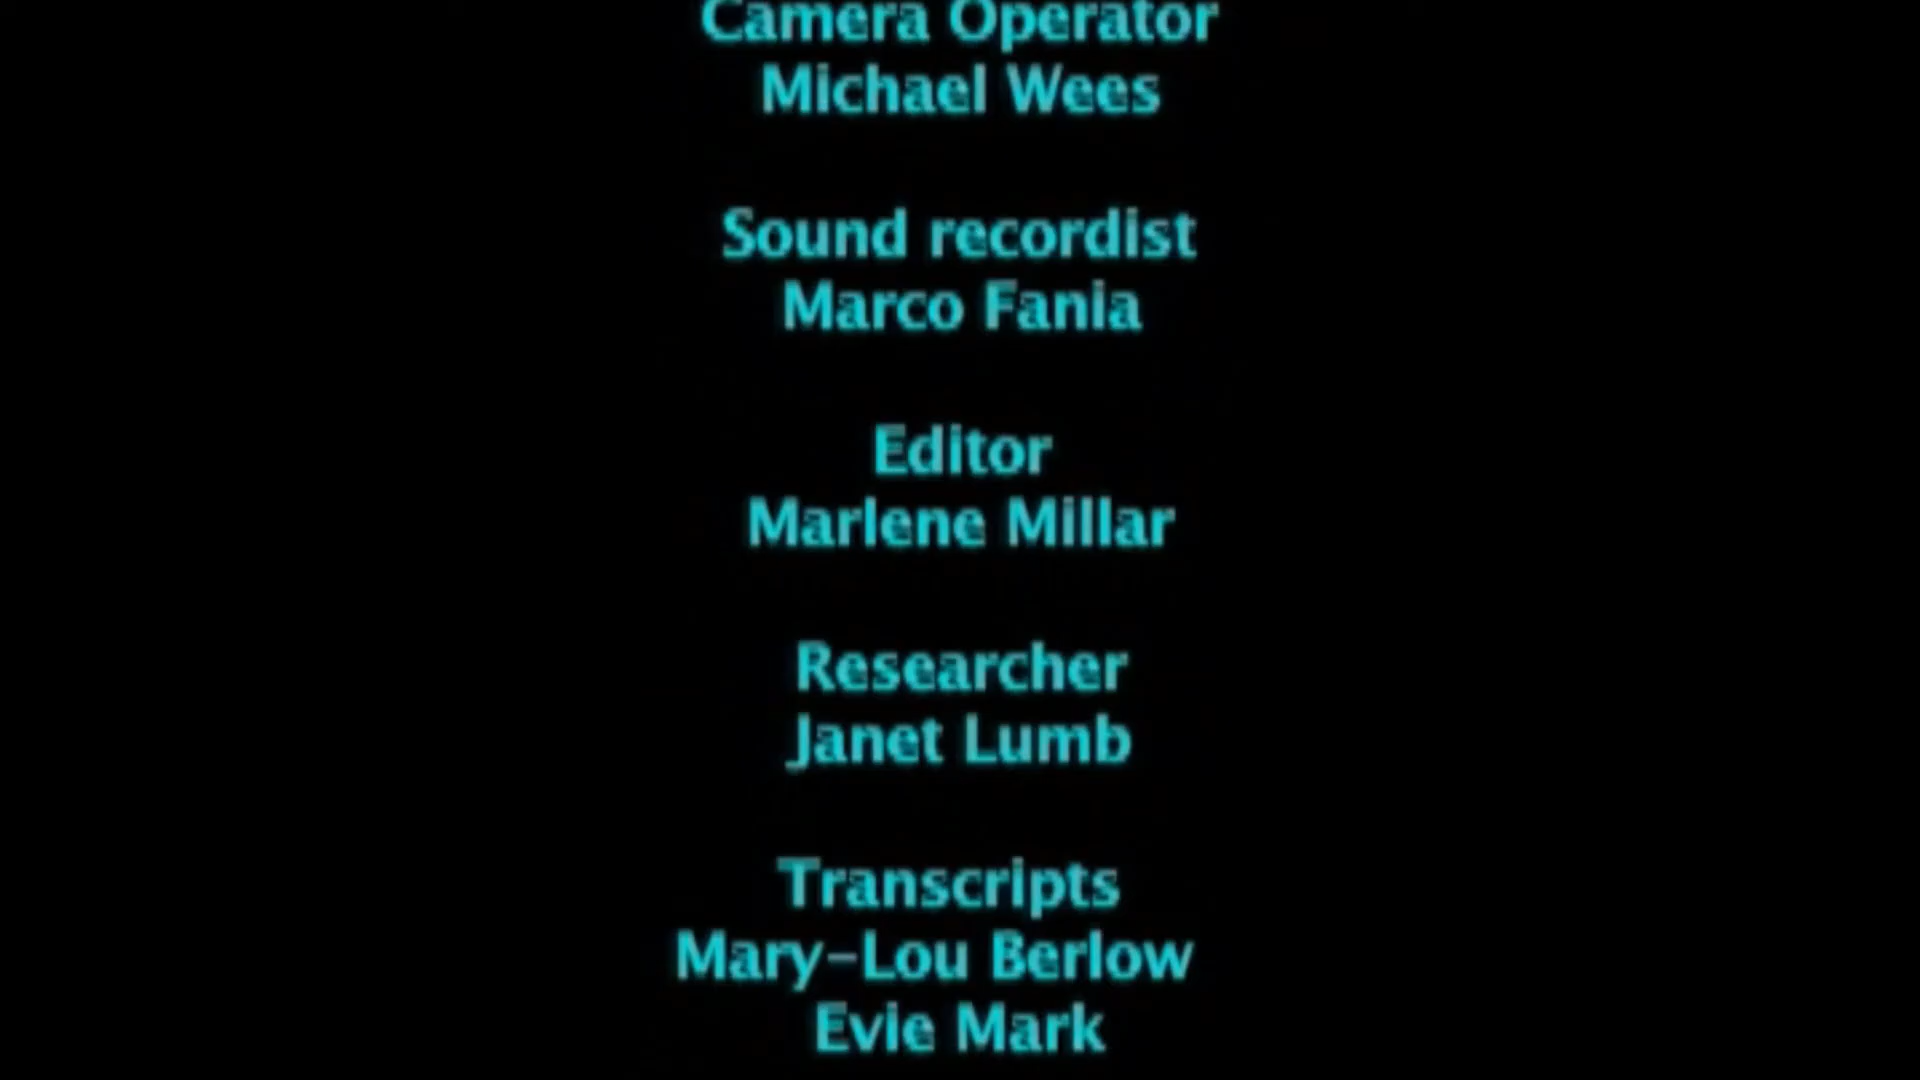 Camera Operator
Michael Wees
Sound recordist
Marco Fania
Editor
Marlene Millar
Researcher
Janet Lumb
Transcripts
Mary-Lou Berlow
Evie Mark